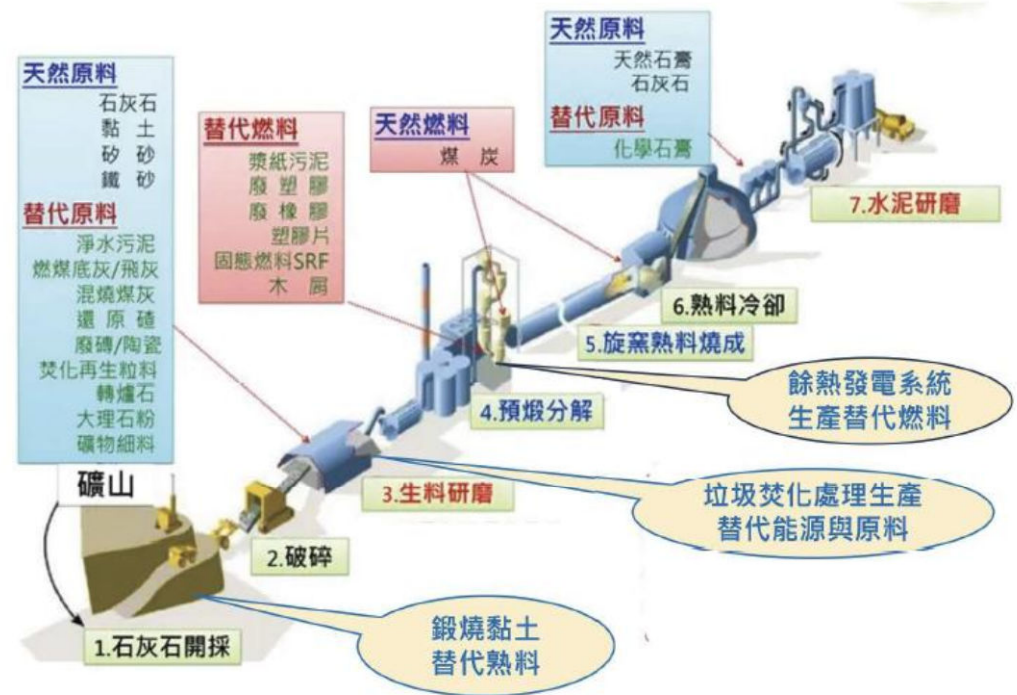 天然原料
石灰石
黏土
矽砂
鐵砂
替代原料
淨水污泥
燃煤底灰/飛灰
混燒煤灰
還原碴
廢磚/陶瓷
焚化再生粒料
轉爐石
大理石粉
礦物細料
替代燃料
漿紙污泥
廢塑膠
廢橡膠
塑膠片
固態燃料SRF
木屑
天然燃料
煤炭
天然原料
天然石膏
石灰石
替代原料
化學石膏
7.水泥研磨
6.熟料冷卻
5.旋窯熟料燒成
餘熱發電系統
生產替代燃料
4.預煅分解
3.生料研磨
垃圾焚化處理生產
替代能源與原料
礦山
2.破碎
鍛燒黏土
替代熟料
1.石灰石開採